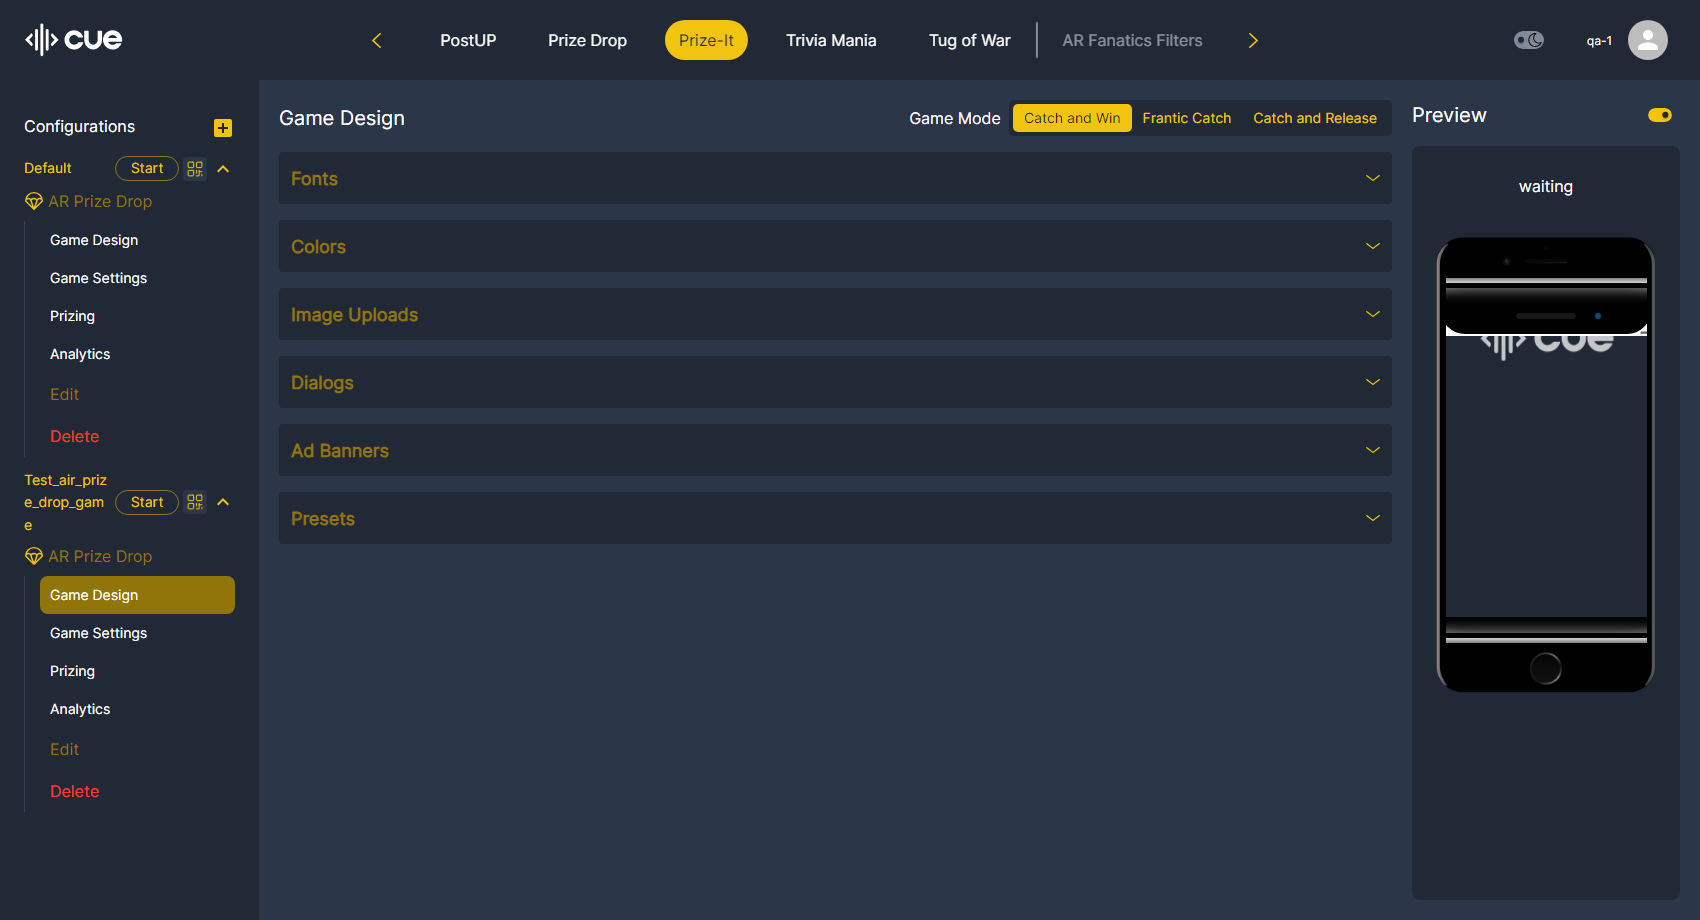 cue
PostUP
Prize Drop
Prize-It
Trivia Mania
Tug of War
AR Fanatics Filters
qa-1
Configurations
Default
Start
AR Prize Drop
Game Design
Game Settings
Prizing
Analytics
Edit
Delete
Test_air_priz
e_drop_gam
e
Start
AR Prize Drop
Game Design
Game Settings
Prizing
Analytics
Edit
Delete
Game Design
Game Mode
Catch and Win
Frantic Catch
Catch and Release
Fonts
Colors
Image Uploads
Dialogs
Ad Banners
Presets
Preview
waiting
cue